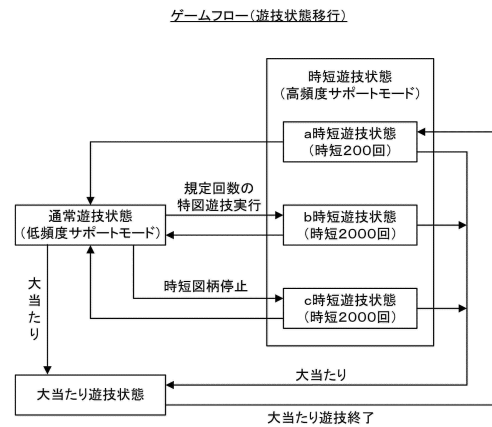 ゲームフロー(遊技状態移行)
時短遊技状態
(高頻度サポートモード)
a時短遊技状態
(時短200回)
規定回数の
特図遊技実行
通常遊技状態
(低頻度サポートモード)
b時短遊技状態
(時短2000回)
大当たり
時短図柄停止
c時短遊技状態
(時短2000回)
大当たり
大当たり遊技状態
大当たり遊技終了